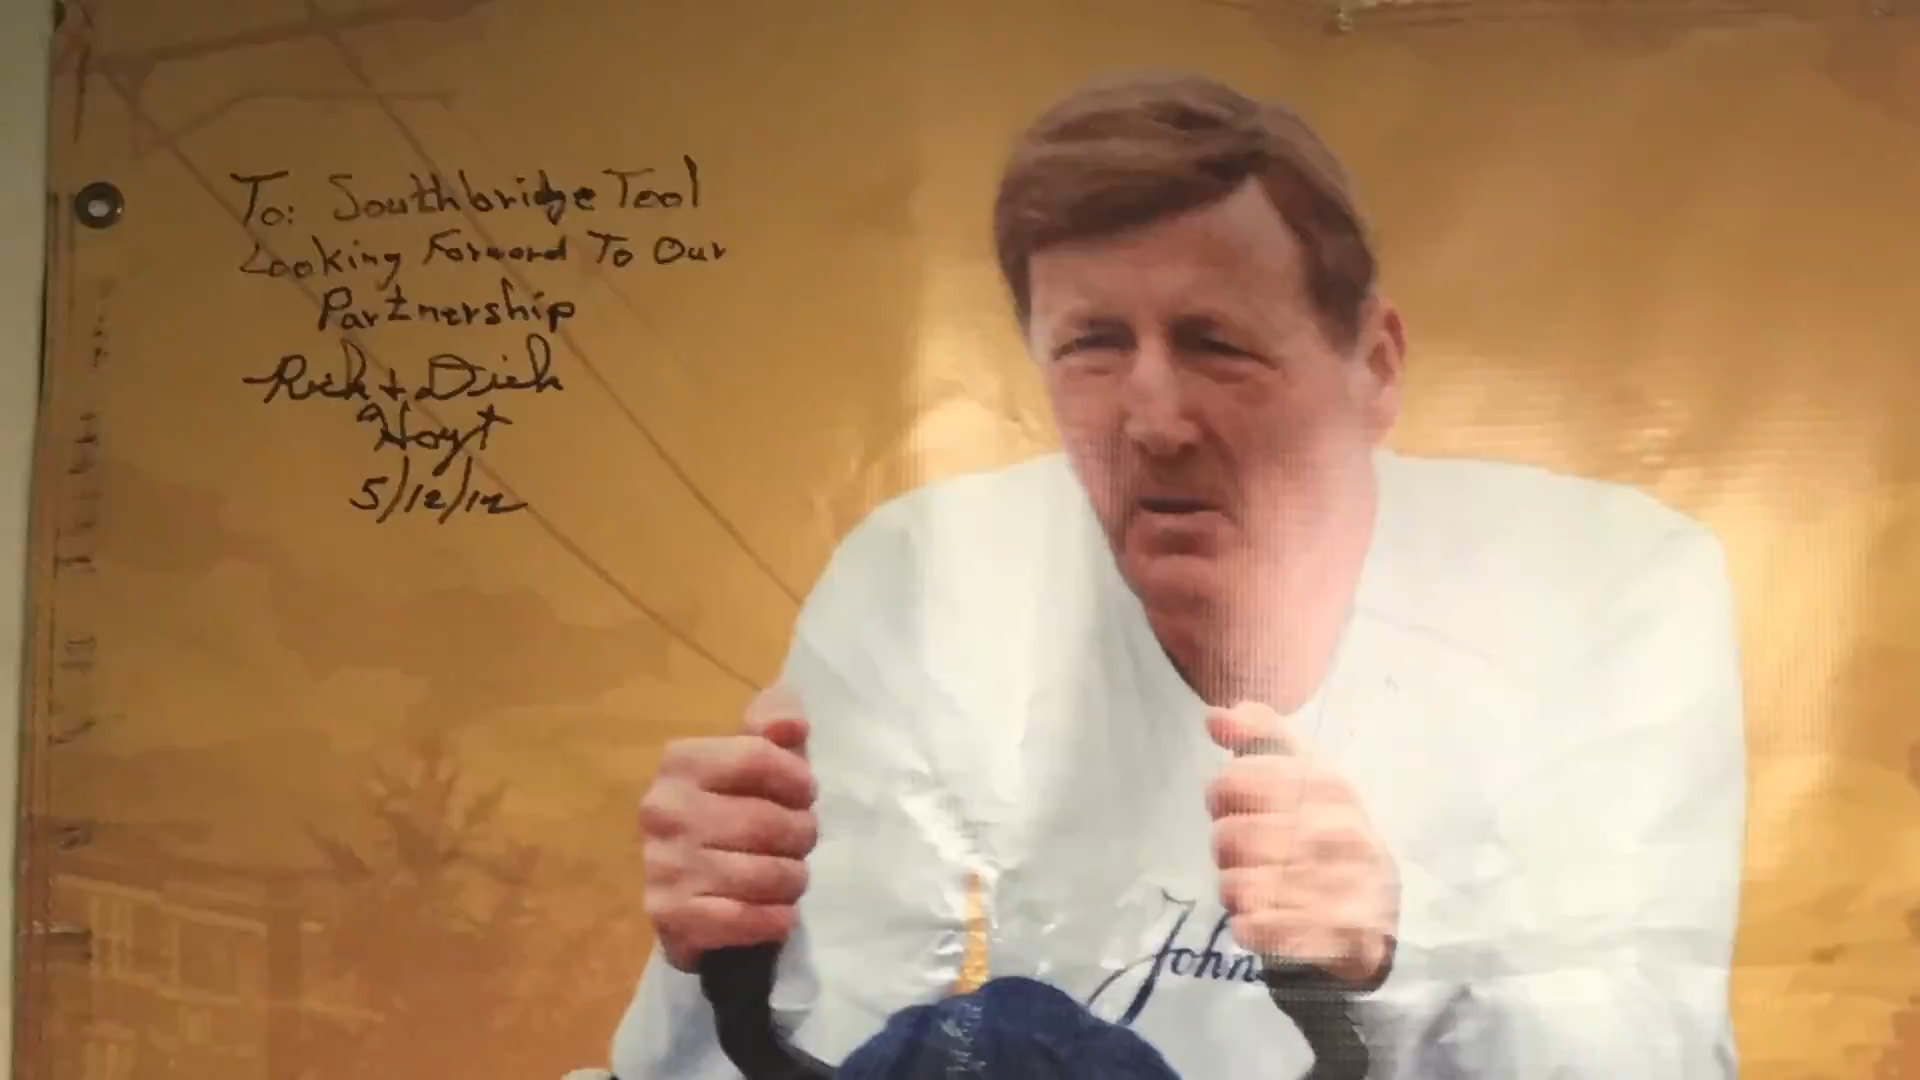 To: Southbridge Tool
Looking Forward To Our
Partnership
Rick + Dick
Hoyt
5/12/12
John